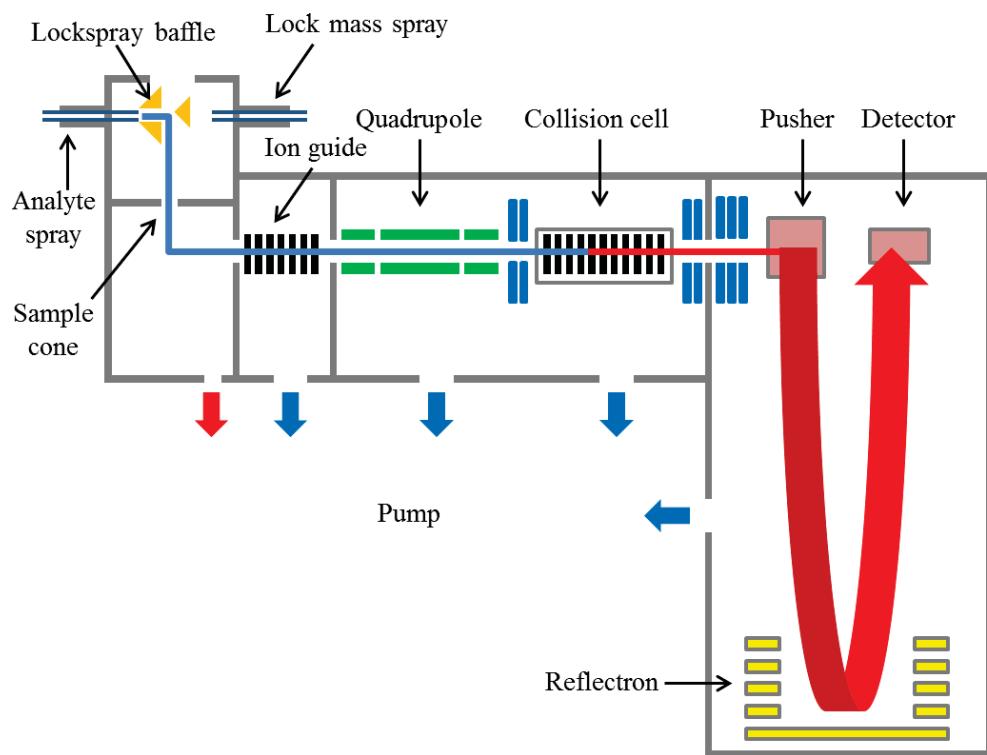 Lockspray baffle
Lock mass spray
Quadrupole
Collision cell
Pusher
Detector
Ion guide
Analyte
spray
Sample
cone
Pump
Reflectron